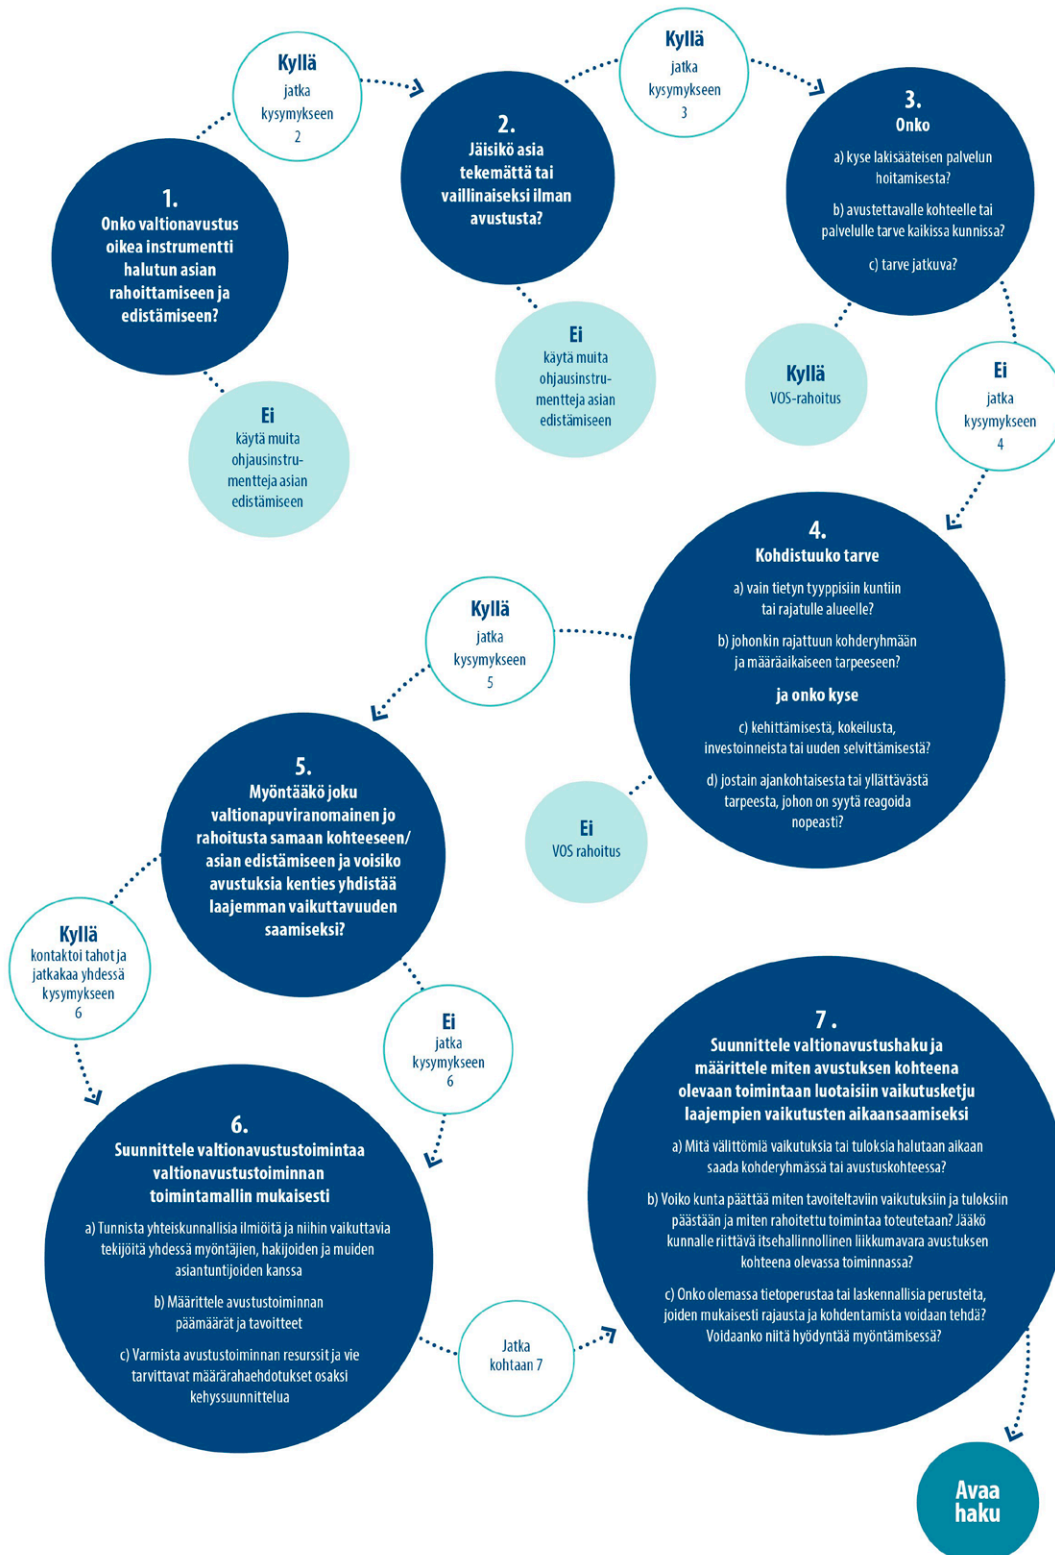 1.
Onko valtionavustus
oikea instrumentti
halutun asian
rahoittamiseen ja
edistämiseen?
Kyllä
jatka
kysymykseen
2
Ei
käytä muita
ohjausinstru-
mentteja asian
edistämiseen
2.
Jäisikö asia
tekemättä tai
vaillinaiseksi ilman
avustusta?
Kyllä
jatka
kysymykseen
3
Ei
käytä muita
ohjausinstru-
mentteja asian
edistämiseen
3.
Onko
a) kyse lakisääteisen palvelun
hoitamisesta?
b) avustettavalle kohteelle tai
palvelulle tarve kaikissa kunnissa?
c) tarve jatkuva?
Kyllä
VOS-rahoitus
Ei
jatka
kysymykseen
4
4.
Kohdistuuko tarve
a) vain tietyn tyyppisiin kuntiin
tai rajatulle alueelle?
b) johonkin rajattuun kohderyhmään
ja määräaikaiseen tarpeeseen?
ja onko kyse
c) kehittämisestä, kokeilusta,
investoinneista tai uuden selvittämisestä?
d) jostain ajankohtaisesta tai yllättävästä
tarpeesta, johon on syytä reagoida
nopeasti?
Kyllä
jatka
kysymykseen
5
Ei
VOS rahoitus
5.
Myöntääkö joku
valtionapuviranomainen jo
rahoitusta samaan kohteeseen/
asian edistämiseen ja voisiko
avustuksia kenties yhdistää
laajemman vaikuttavuuden
saamiseksi?
Kyllä
kontaktoi tahot ja
jatkakaa yhdessä
kysymykseen
6
Ei
jatka
kysymykseen
6
6.
Suunnittele valtionavustustoimintaa
valtionavustustoiminnan
toimintamallin mukaisesti
a) Tunnista yhteiskunnallisia ilmiöitä ja niihin vaikuttavia
tekijöitä yhdessä myöntäjien, hakijoiden ja muiden
asiantuntijoiden kanssa
b) Määrittele avustustoiminnan
päämäärät ja tavoitteet
c) Varmista avustustoiminnan resurssit ja vie
tarvittavat määrärahaehdotukset osaksi
kehyssuunnittelua
Jatka
kohtaan 7
7 .
Suunnittele valtionavustushaku ja
määrittele miten avustuksen kohteena
olevaan toimintaan luotaisiin vaikutusketju
laajempien vaikutusten aikaansaamiseksi
a) Mitä välittömiä vaikutuksia tai tuloksia halutaan aikaan
saada kohderyhmässä tai avustuskohteessa?
b) Voiko kunta päättää miten tavoiteltaviin vaikutuksiin ja tuloksiin
päästään ja miten rahoitettu toimintaa toteutetaan? Jääkö
kunnalle riittävä itsehallinnollinen liikkumavara avustuksen
kohteena olevassa toiminnassa?
c) Onko olemassa tietoperustaa tai laskennallisia perusteita,
joiden mukaisesti rajausta ja kohdentamista voidaan tehdä?
Voidaanko niitä hyödyntää myöntämisessä?
Avaa
haku